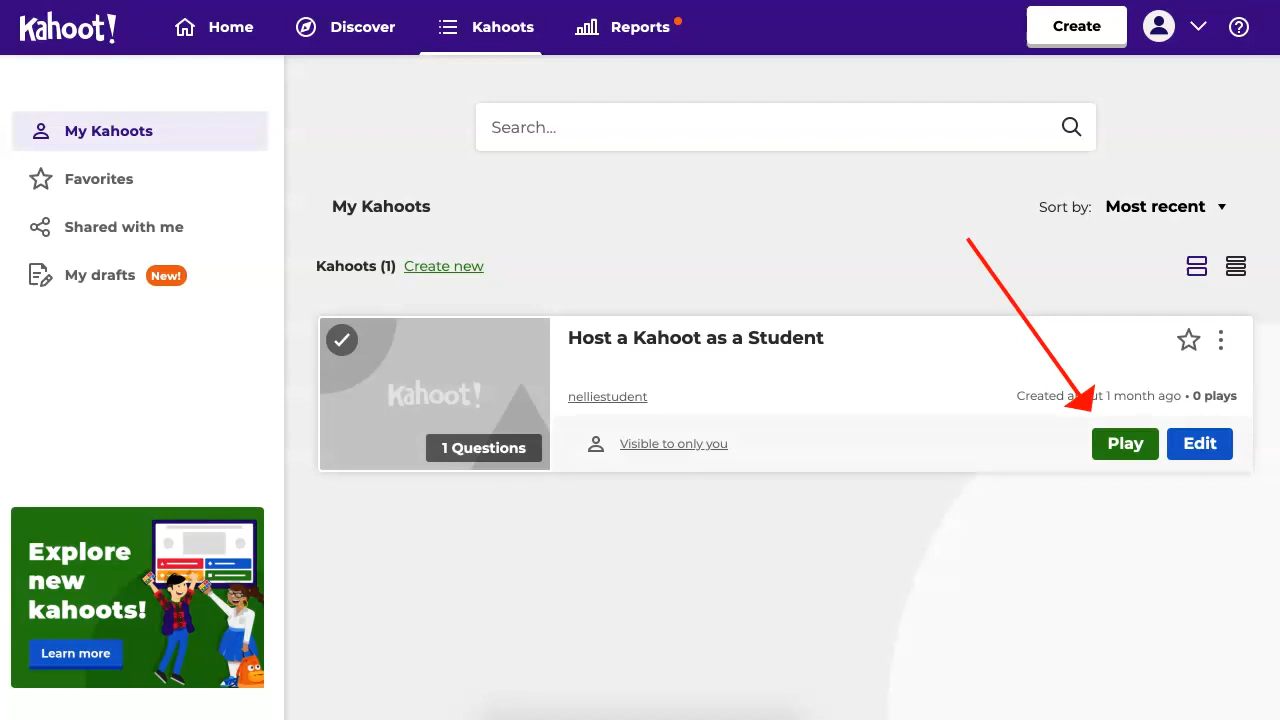 Kahoot!
Home
Discover
Kahoots
Reports
Create
My Kahoots
Favorites
Shared with me
My drafts New!
Explore
new
kahoots!
Learn more
Search...
My Kahoots
Sort by: Most recent
Kahoots (1) Create new
Kahoot!
1 Questions
Host a Kahoot as a Student
nelliestudent
Created about 1 month ago • 0 plays
Visible to only you
Play
Edit